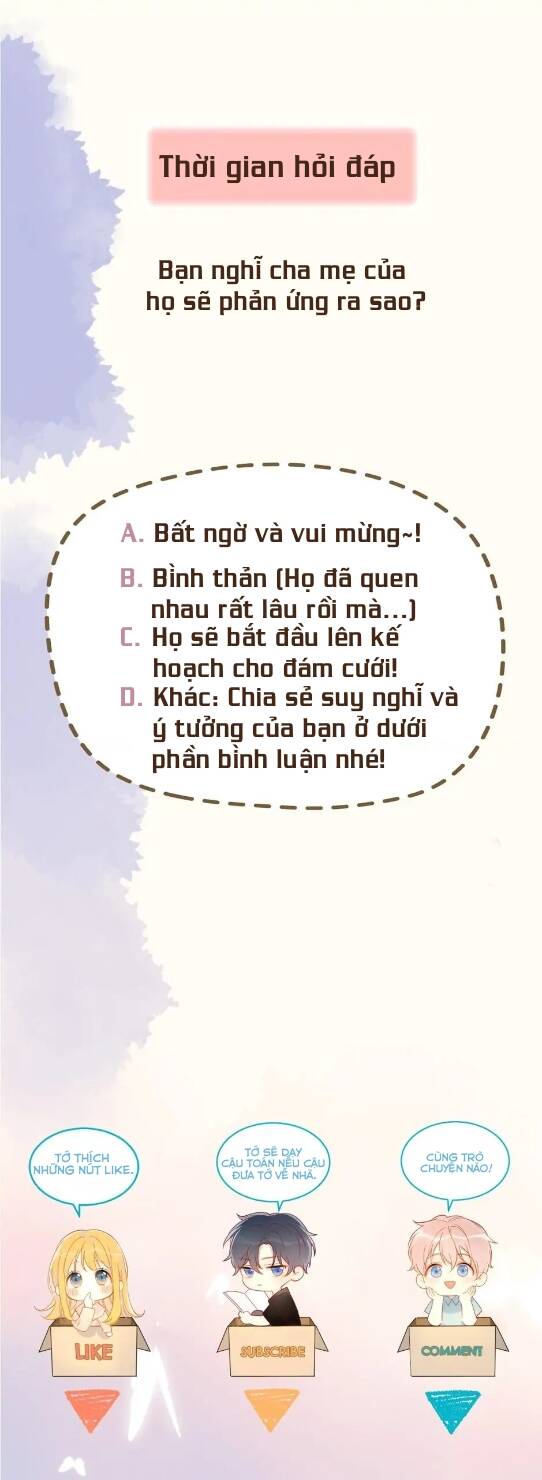 Thời gian hỏi đáp
Bạn nghĩ cha mẹ của
họ sẽ phản ứng ra sao?
A. Bất ngờ và vui mừng~!
B. Bình thản (Họ đã quen
nhau rất lâu rồi mà...)
C. Họ sẽ bắt đầu lên kế
hoạch cho đám cưới!
D. Khác: Chia sẻ suy nghĩ và
ý tưởng của bạn ở dưới
phần bình luận nhé!
TỚ THÍCH
NHỮNG NÚT LIKE.
TỚ SẼ DẠY
CẬU TOÁN NẾU CẬU
ĐƯA TỚ VỀ NHÀ.
CÙNG TRÒ
CHUYỆN NÀO!
LIKE
SUBSCRIBE
COMMENT